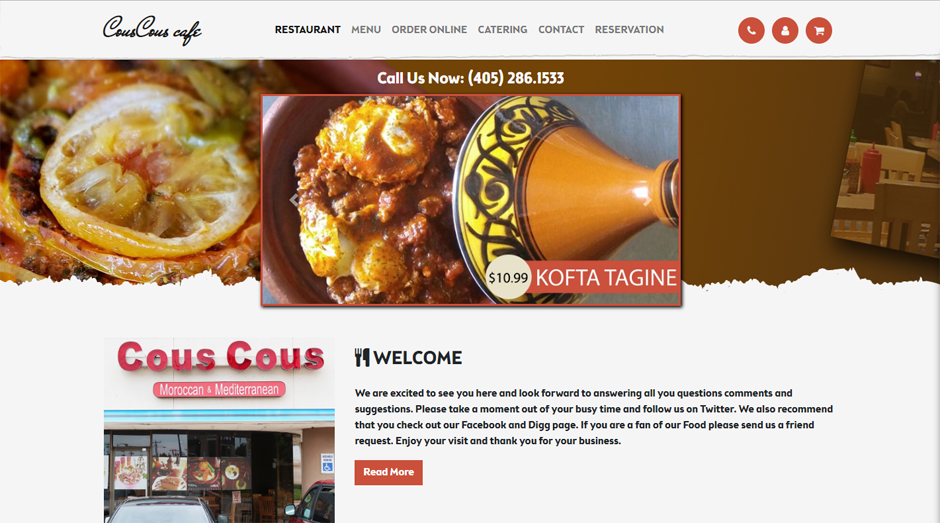 CousCous cafe
RESTAURANT MENU ORDER ONLINE CATERING CONTACT RESERVATION
Call Us Now: (405) 286.1533
$10.99 KOFTA TAGINE
Cous Cous
Moroccan & Mediterranean
WELCOME
We are excited to see you here and look forward to answering all you questions comments and
suggestions. Please take a moment out of your busy time and follow us on Twitter. We also recommend
that you check out our Facebook and Digg page. If you are a fan of our Food please send us a friend
request. Enjoy your visit and thank you for your business.
Read More